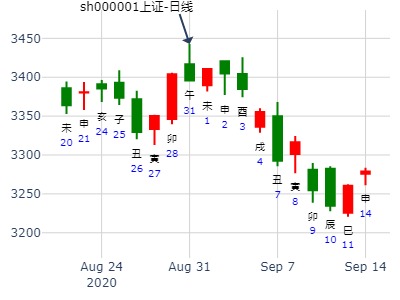 sh000001上证-日线
3450
3400
3350
3300
3250
3200
未
20
申
21
亥
24
子
25
丑
26
寅
27
卯
28
午
31
未
1
申
2
酉
3
戌
4
丑
7
寅
8
卯
9
辰
10
巳
11
申
14
Aug 24
2020
Aug 31
Sep 7
Sep 14